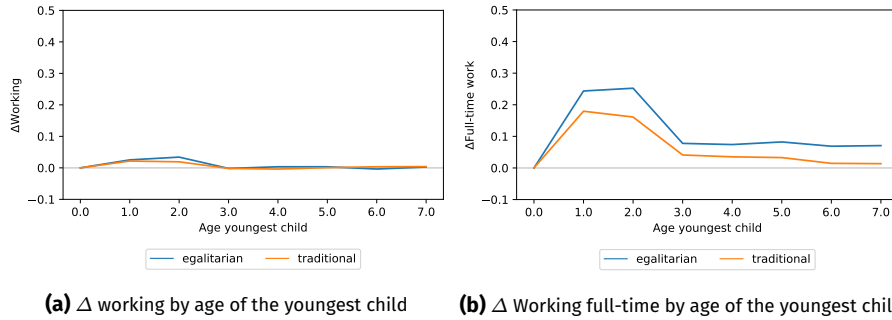 0.5
0.4
0.3
0.2
0.1
0.0
−0.1
ΔWorking
0.0 1.0 2.0 3.0 4.0 5.0 6.0 7.0
Age youngest child
egalitarian traditional
(a) Δ working by age of the youngest child
0.5
0.4
0.3
0.2
0.1
0.0
−0.1
ΔFull-time work
0.0 1.0 2.0 3.0 4.0 5.0 6.0 7.0
Age youngest child
egalitarian traditional
(b) Δ Working full-time by age of the youngest chil